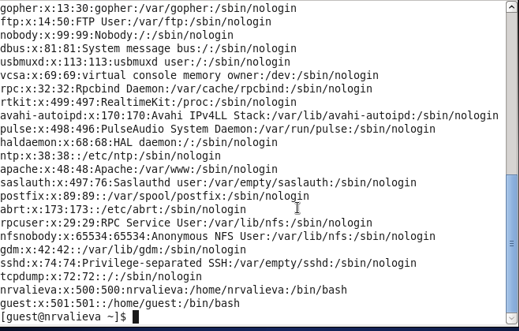 gopher:x:13:30:gopher:/var/gopher:/sbin/nologin
ftp:x:14:50:FTP User:/var/ftp:/sbin/nologin
nobody:x:99:99:Nobody:/:/sbin/nologin
dbus:x:81:81:System message bus:/:/sbin/nologin
usbmuxd:x:113:113:usbmuxd user:/:/sbin/nologin
vcsa:x:69:69:virtual console memory owner:/dev:/sbin/nologin
rpc:x:32:32:Rpcbind Daemon:/var/cache/rpcbind:/sbin/nologin
rtkit:x:499:497:RealtimeKit:/proc:/sbin/nologin
avahi-autoipd:x:170:170:Avahi IPv4LL Stack:/var/lib/avahi-autoipd:/sbin/nologin
pulse:x:498:496:PulseAudio System Daemon:/var/run/pulse:/sbin/nologin
haldaemon:x:68:68:HAL daemon:/:/sbin/nologin
ntp:x:38:38::/etc/ntp:/sbin/nologin
apache:x:48:48:Apache:/var/www:/sbin/nologin
saslauth:x:497:76:Saslauthd user:/var/empty/saslauth:/sbin/nologin
postfix:x:89:89::/var/spool/postfix:/sbin/nologin
abrt:x:173:173::/etc/abrt:/sbin/nologin
rpcuser:x:29:29:RPC Service User:/var/lib/nfs:/sbin/nologin
nfsnobody:x:65534:65534:Anonymous NFS User:/var/lib/nfs:/sbin/nologin
gdm:x:42:42::/var/lib/gdm:/sbin/nologin
sshd:x:74:74:Privilege-separated SSH:/var/empty/sshd:/sbin/nologin
tcpdump:x:72:72::/:/sbin/nologin
nrvalieva:x:500:500:nrvalieva:/home/nrvalieva:/bin/bash
guest:x:501:501::/home/guest:/bin/bash
[guest@nrvalieva ~]$